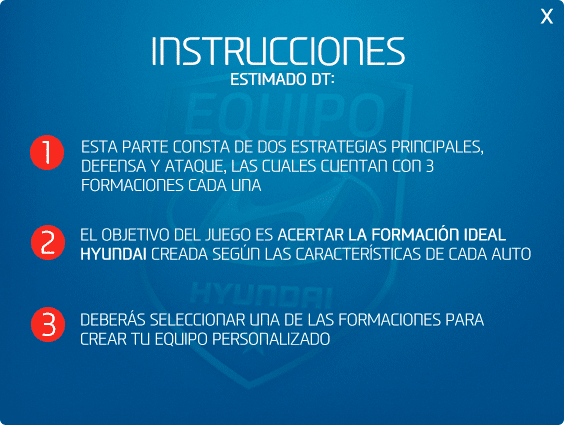 X
INSTRUCCIONES
ESTIMADO DT:
EQUIPO
1
ESTA PARTE CONSTA DE DOS ESTRATEGIAS PRINCIPALES,
DEFENSA Y ATAQUE, LAS CUALES CUENTAN CON 3
FORMACIONES CADA UNA
2
EL OBJETIVO DEL JUEGO ES ACERTAR LA FORMACIÓN IDEAL
HYUNDAI CREADA SEGÚN LAS CARACTERÍSTICAS DE CADA AUTO
HYUNDAI
3
DEBERÁS SELECCIONAR UNA DE LAS FORMACIONES PARA
CREAR TU EQUIPO PERSONALIZADO